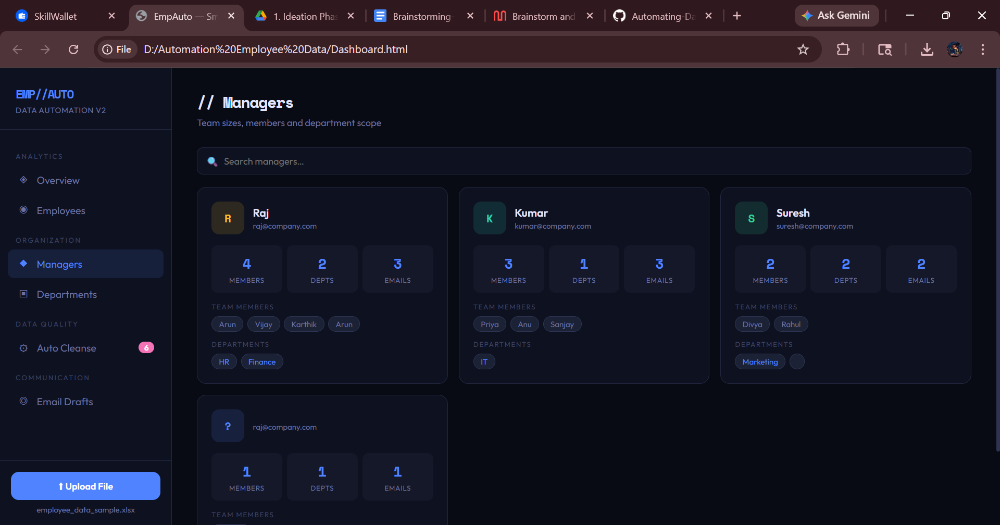 SkillWallet
EmpAuto — Sm
1. Ideation Phas
Brainstorming-
Brainstorm and
Automating-Da
Ask Gemini
File
D:/Automation%20Employee%20Data/Dashboard.html
EMP//AUTO
DATA AUTOMATION V2
ANALYTICS
Overview
Employees
ORGANIZATION
Managers
Departments
DATA QUALITY
Auto Cleanse
6
COMMUNICATION
Email Drafts
⬆ Upload File
employee_data_sample.xlsx
// Managers
Team sizes, members and department scope
Search managers...
R
Raj
raj@company.com
4
MEMBERS
2
DEPTS
3
EMAILS
TEAM MEMBERS
Arun Vijay Karthik Arun
DEPARTMENTS
HR Finance
K
Kumar
kumar@company.com
3
MEMBERS
1
DEPTS
3
EMAILS
TEAM MEMBERS
Priya Anu Sanjay
DEPARTMENTS
IT
S
Suresh
suresh@company.com
2
MEMBERS
2
DEPTS
2
EMAILS
TEAM MEMBERS
Divya Rahul
DEPARTMENTS
Marketing
?
raj@company.com
1
MEMBERS
1
DEPTS
1
EMAILS
TEAM MEMBERS